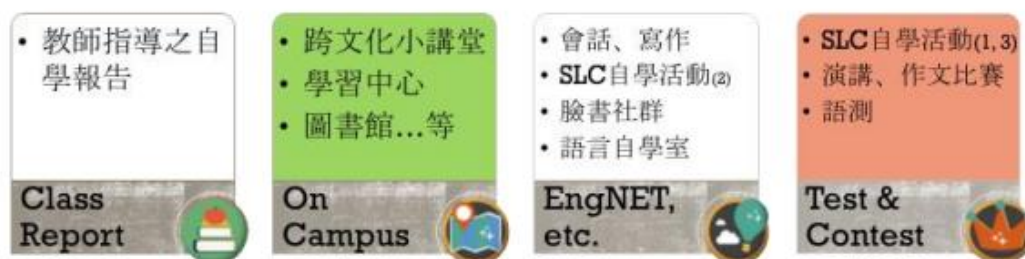 • 教師指導之自
學報告
Class
Report
• 跨文化小講堂
• 學習中心
• 圖書館...等
On
Campus
• 會話、寫作
• SLC自學活動(2)
• 臉書社群
• 語言自學室
EngNET,
etc.
• SLC自學活動(1,3)
• 演講、作文比賽
• 語測
Test &
Contest